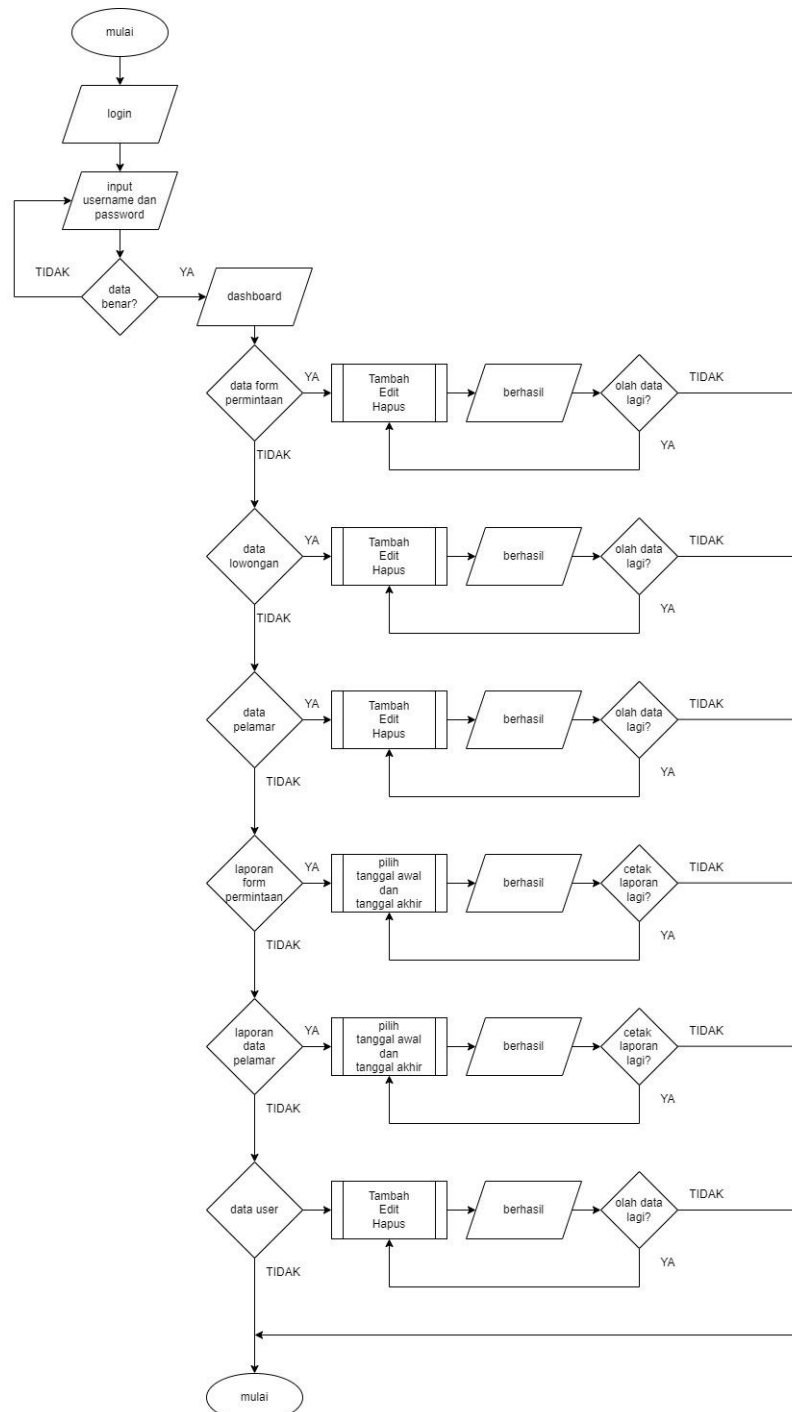 mulai
login
input
username dan
password
TIDAK
data
benar?
YA
dashboard
data form
permintaan
YA
Tambah
Edit
Hapus
berhasil
olah data
lagi?
TIDAK
YA
TIDAK
data
lowongan
YA
Tambah
Edit
Hapus
berhasil
olah data
lagi?
TIDAK
YA
TIDAK
data
pelamar
YA
Tambah
Edit
Hapus
berhasil
olah data
lagi?
TIDAK
YA
TIDAK
laporan
form
permintaan
YA
pilih
tanggal awal
dan
tanggal akhir
berhasil
cetak
laporan
lagi?
TIDAK
YA
TIDAK
laporan
data
pelamar
YA
pilih
tanggal awal
dan
tanggal akhir
berhasil
cetak
laporan
lagi?
TIDAK
YA
TIDAK
data user
Tambah
Edit
Hapus
berhasil
olah data
lagi?
TIDAK
YA
TIDAK
mulai